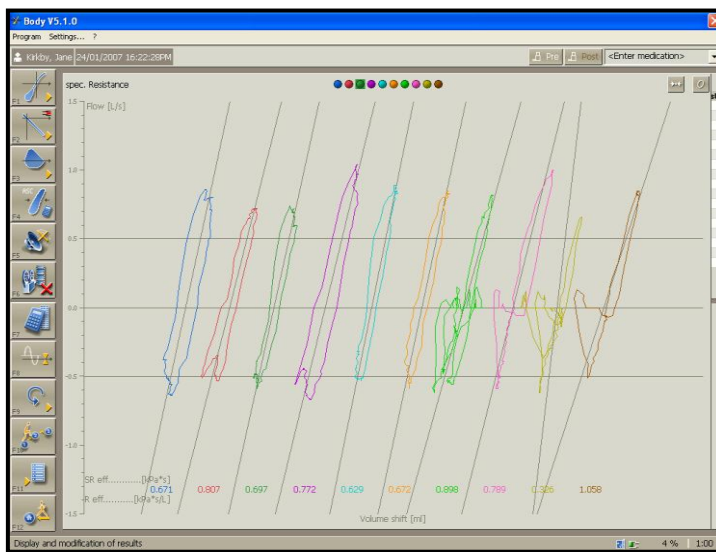 Body V5.1.0
Program Settings... ?
Kirkby, Jane 24/01/2007 16:22:28PM Pre Post <Enter medication>
spec. Resistance
Flow [L/s]
1.5
1.0
0.5
0.0
-0.5
-1.0
-1.5
F1
F2
F3
F4
F5
F6
F7
F8
F9
F10
F11
F12
SR eff...........[kPa*s]
0.671 0.807 0.697 0.772 0.629 0.672 0.898 0.789 0.326 1.058
R eff...........[kPa*s/L]
Volume shift [ml]
Display and modification of results 4 % 1:00